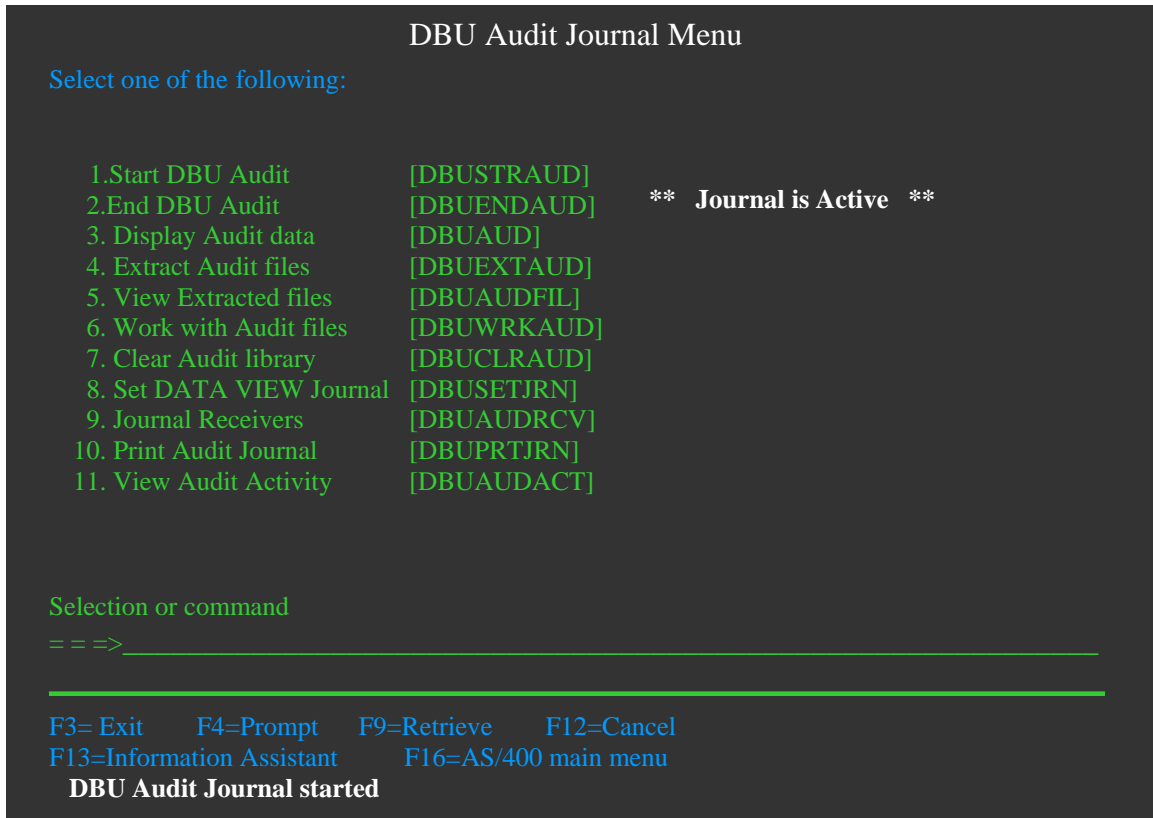 DBU Audit Journal Menu
Select one of the following:
1.Start DBU Audit [DBUSTRAUD]
** Journal is Active **
2.End DBU Audit [DBUENDAUD]
3. Display Audit data [DBUAUD]
4. Extract Audit files [DBUEXTAUD]
5. View Extracted files [DBUAUDFIL]
6. Work with Audit files [DBUWRKAUD]
7. Clear Audit library [DBUCLRAUD]
8. Set DATA VIEW Journal [DBUSETJRN]
9. Journal Receivers [DBUAUDRCV]
10. Print Audit Journal [DBUPRTJRN]
11. View Audit Activity [DBUAUDACT]
Selection or command
= = =>
F3= Exit F4=Prompt F9=Retrieve F12=Cancel
F13=Information Assistant F16=AS/400 main menu
DBU Audit Journal started